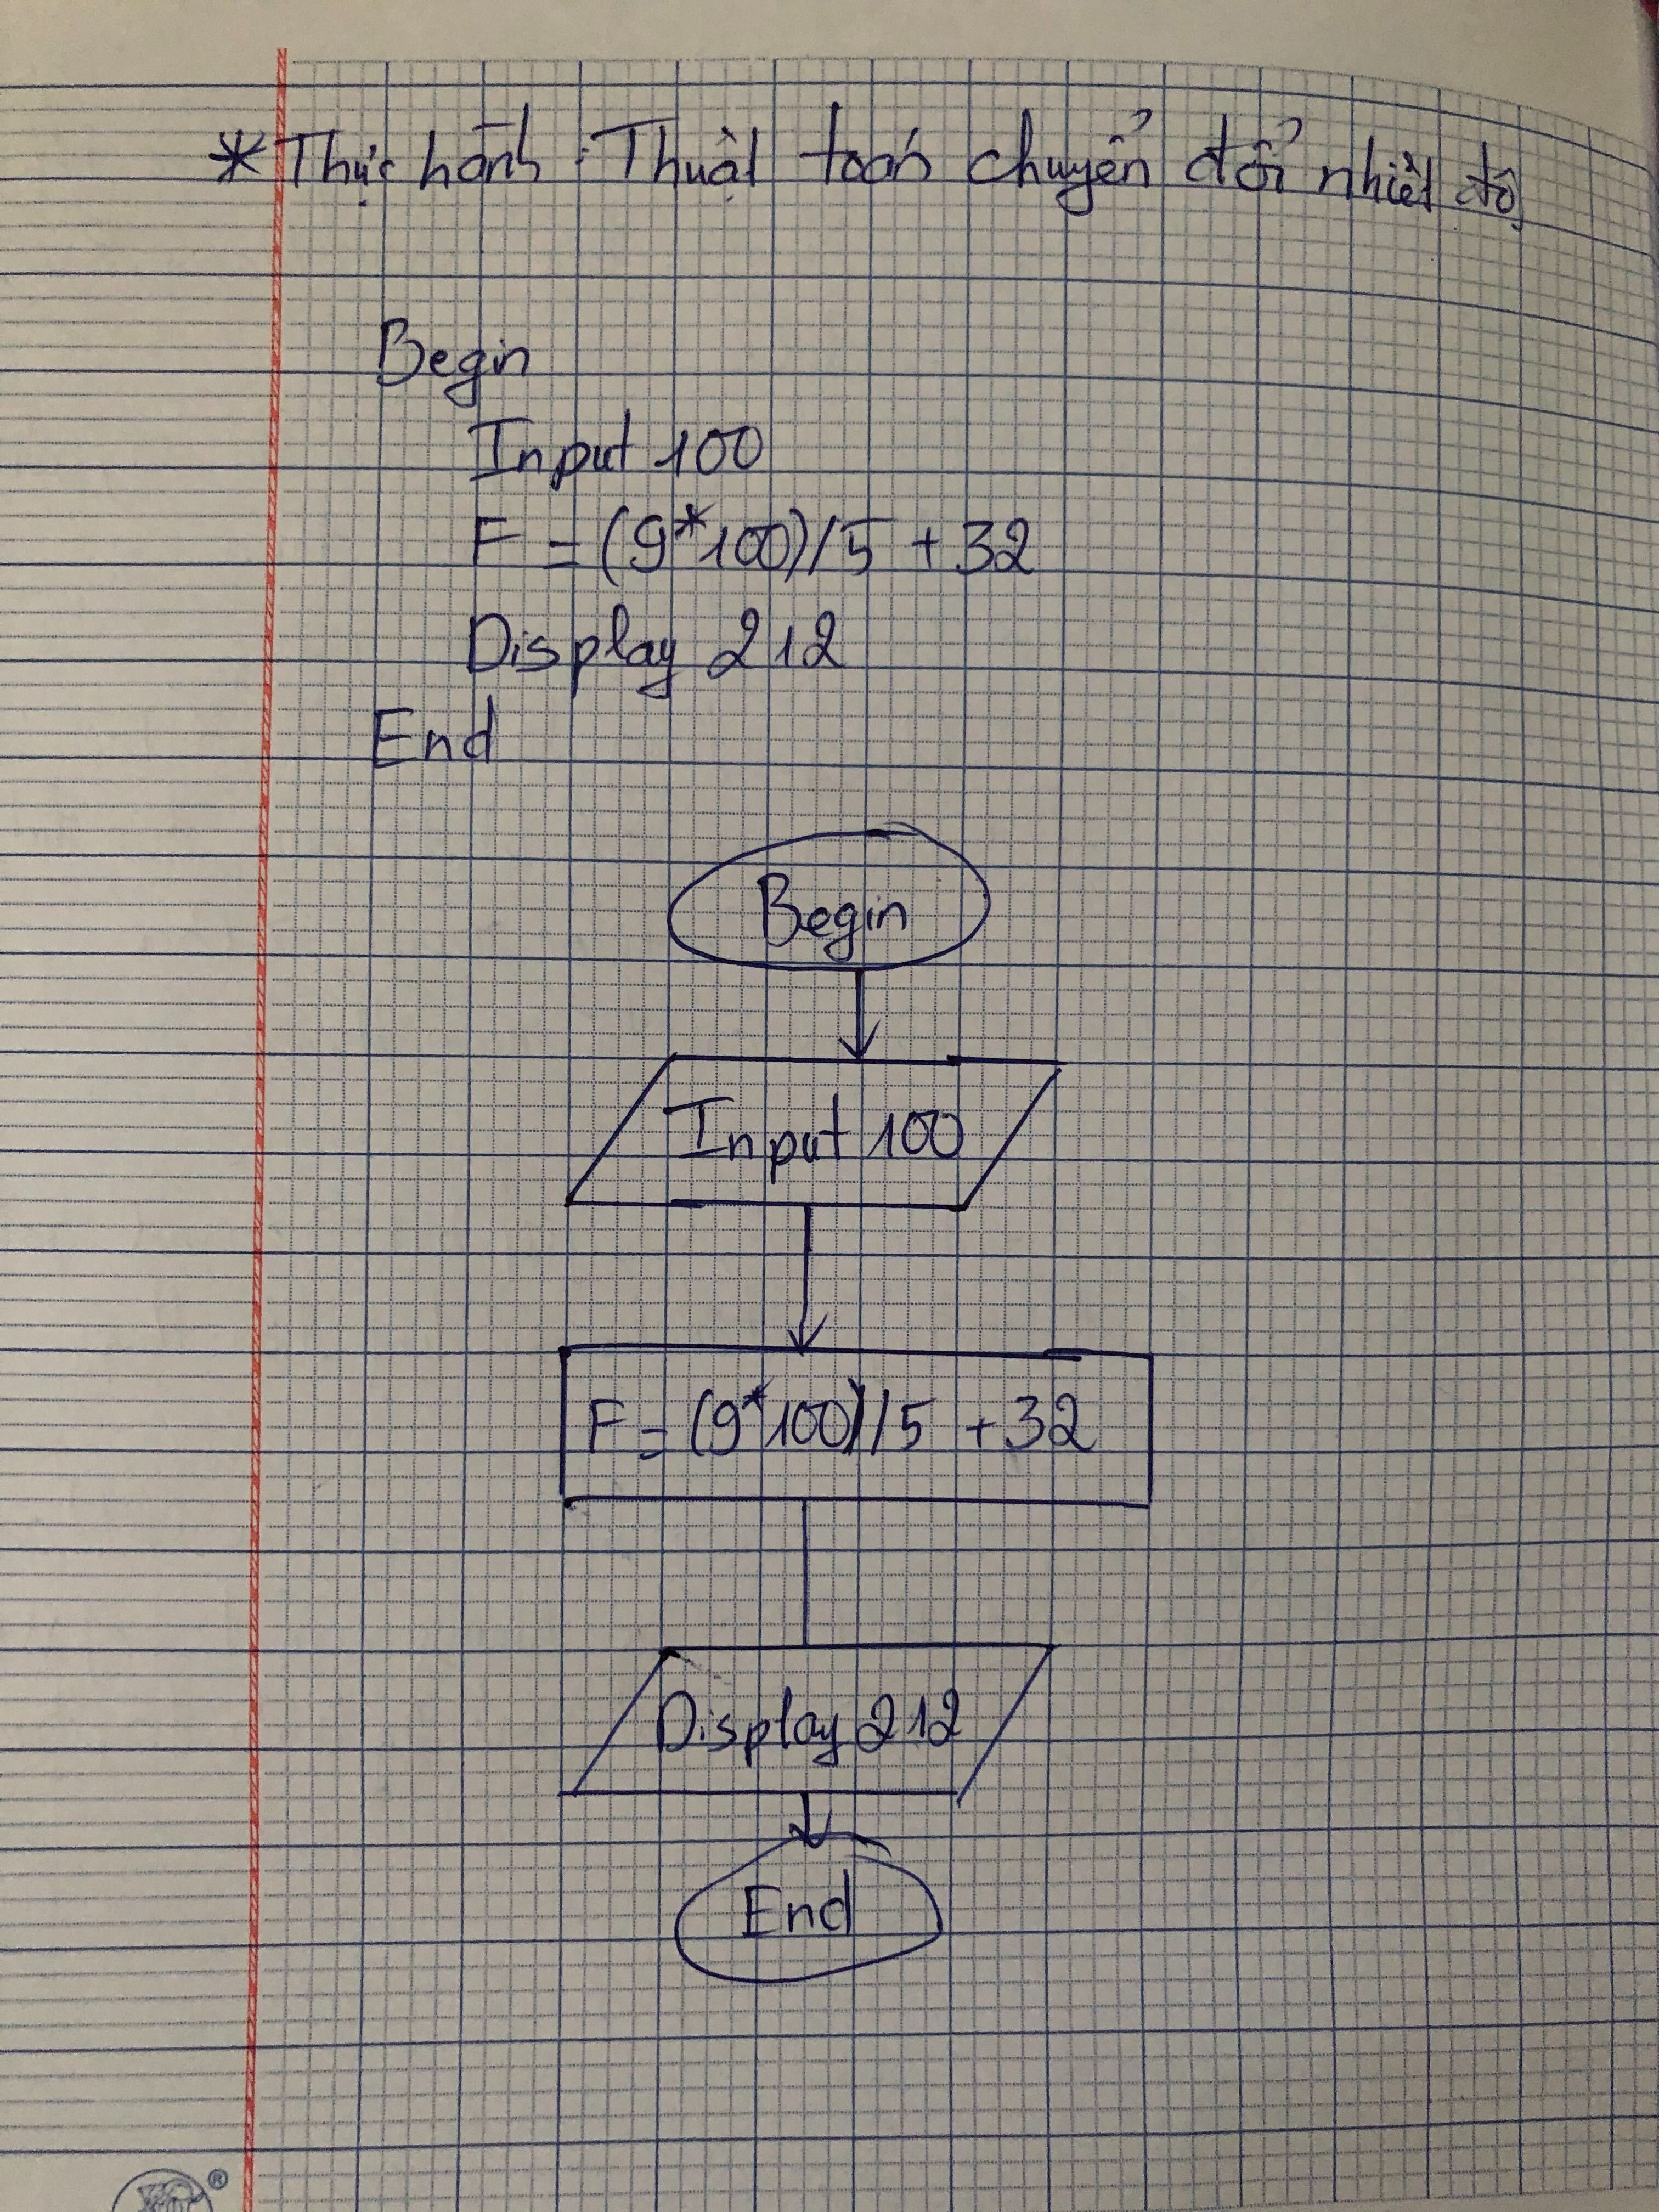 * Thực hành : Thuật toán chuyển đổi nhiệt độ
Begin
Input 100
F = (9*100)/5 + 32
Display 212
End
Begin
Input 100
F = (9*100)/5 + 32
Display 212
End
®